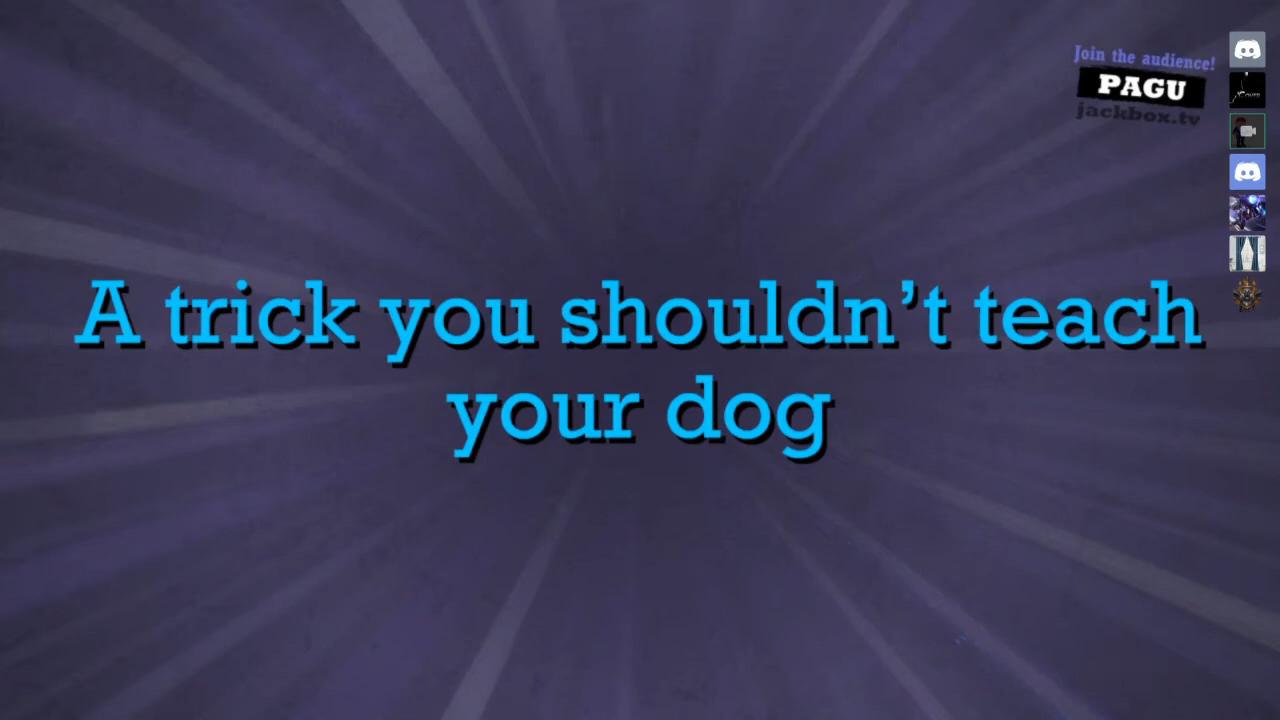 Join the audience!
PAGU
jackbox.tv
A trick you shouldn’t teach
your dog